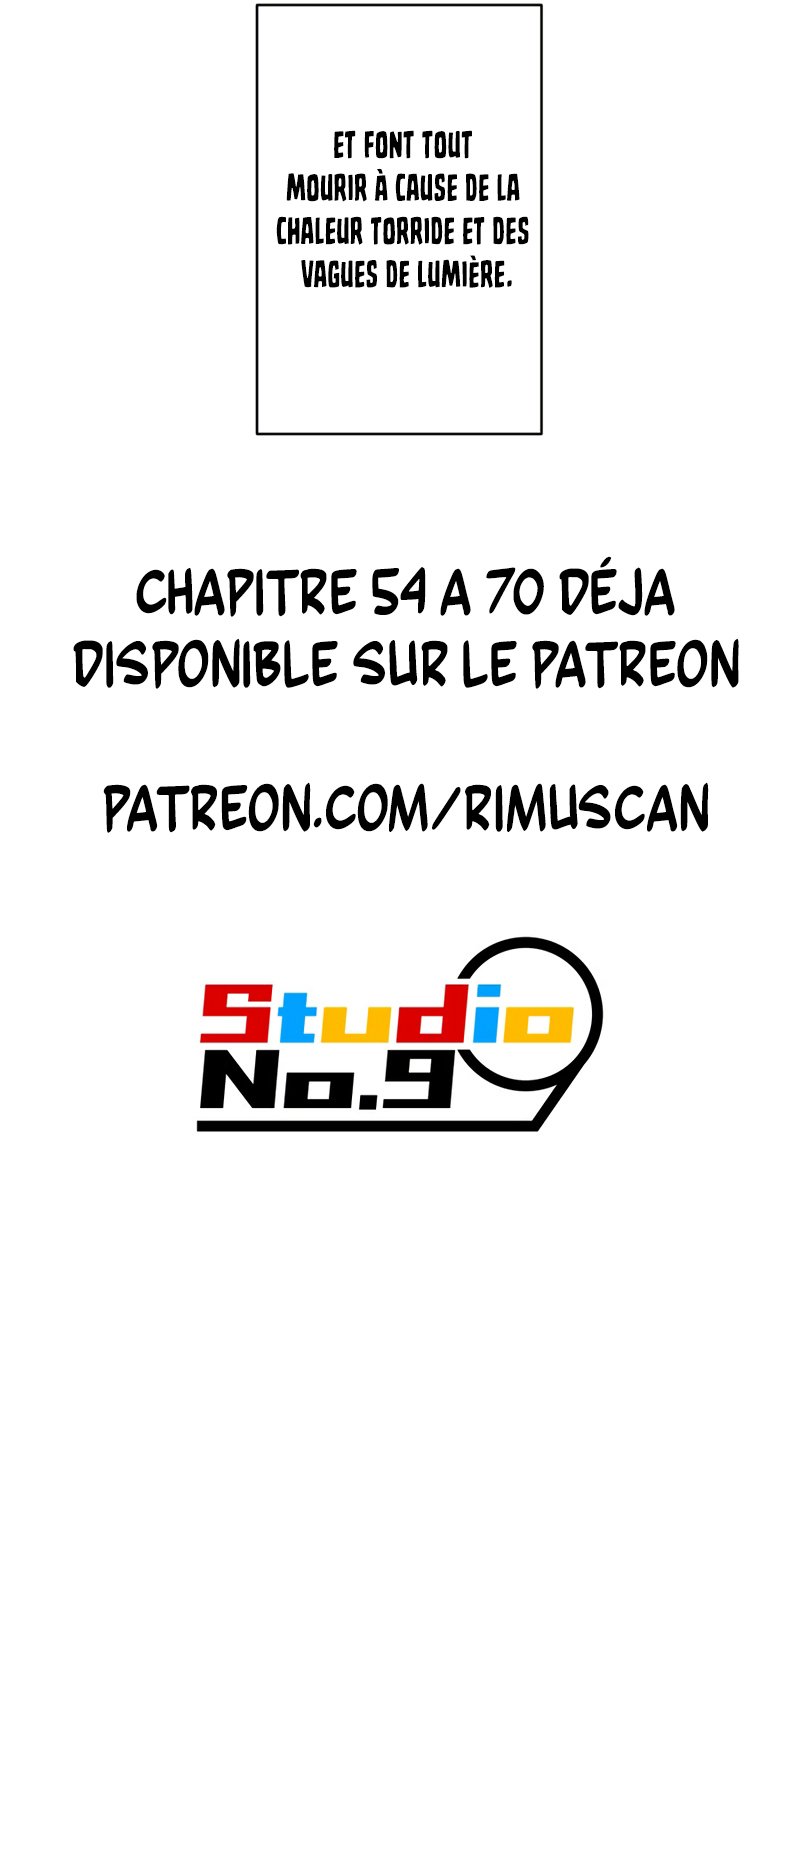 ET FONT TOUT
MOURIR À CAUSE DE LA
CHALEUR TORRIDE ET DES
VAGUES DE LUMIÈRE.
CHAPITRE 54 A 70 DÉJA
DISPONIBLE SUR LE PATREON
PATREON.COM/RIMUSCAN
Studio
No.9